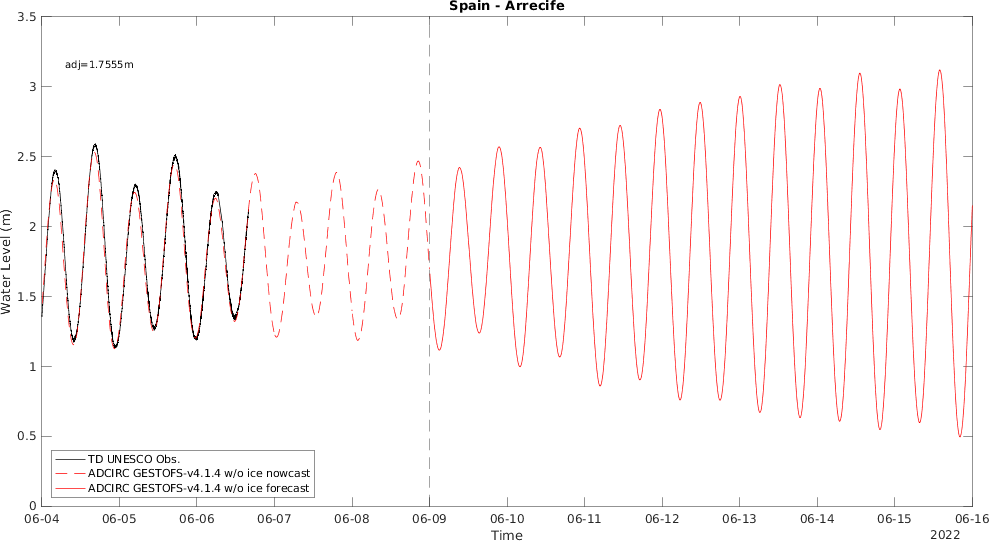 Spain - Arrecife
3.5
adj=1.7555m
3
2.5
2
Water Level (m)
1.5
1
0.5
TD UNESCO Obs.
ADCIRC GESTOFS-v4.1.4 w/o ice nowcast
ADCIRC GESTOFS-v4.1.4 w/o ice forecast
0
06-04 06-05 06-06 06-07 06-08 06-09 06-10 06-11 06-12 06-13 06-14 06-15 06-16
Time
2022